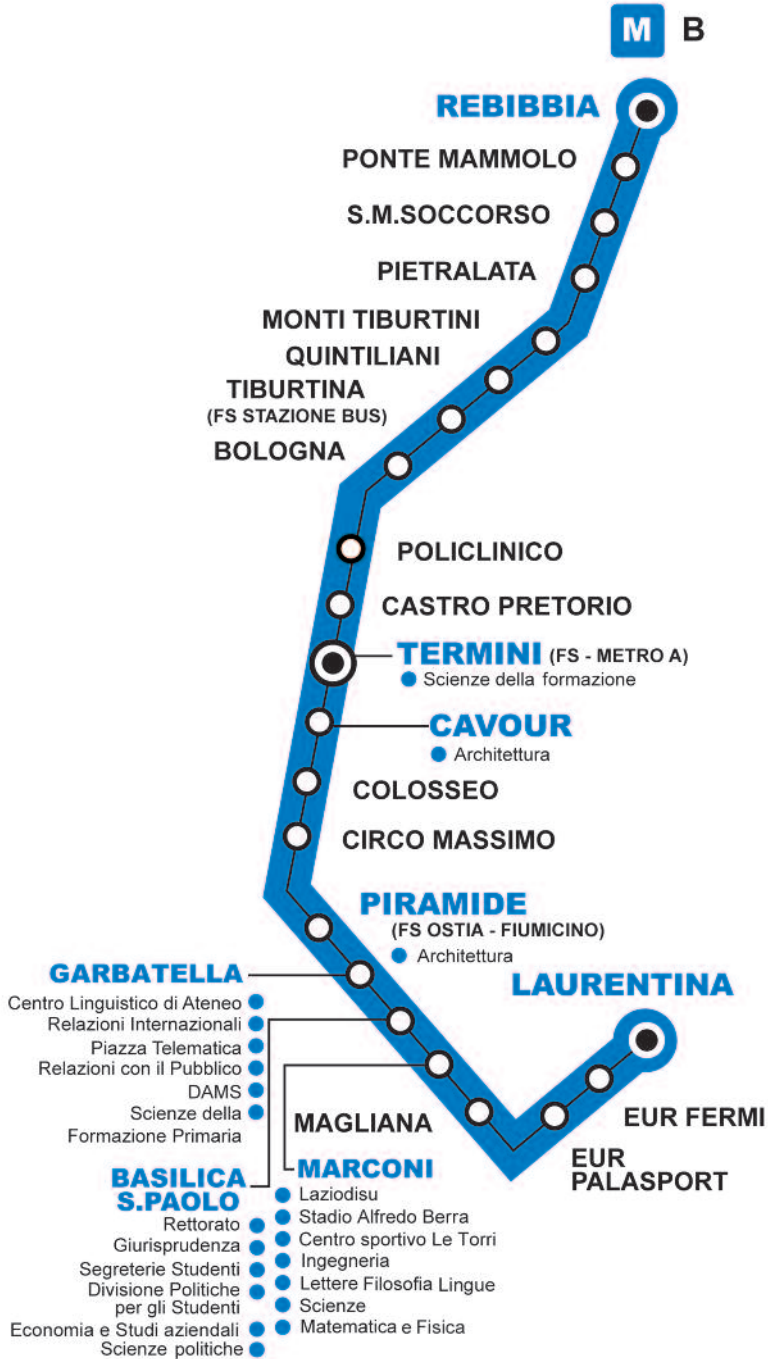 M B
REBIBBIA
PONTE MAMMOLO
S.M.SOCCORSO
PIETRALATA
MONTI TIBURTINI
QUINTILIANI
TIBURTINA
(FS STAZIONE BUS)
BOLOGNA
POLICLINICO
CASTRO PRETORIO
TERMINI (FS - METRO A)
Scienze della formazione
CAVOUR
Architettura
COLOSSEO
CIRCO MASSIMO
PIRAMIDE
(FS OSTIA - FIUMICINO)
Architettura
GARBATELLA
Centro Linguistico di Ateneo
Relazioni Internazionali
Piazza Telematica
Relazioni con il Pubblico
DAMS
Scienze della
Formazione Primaria
BASILICA
S.PAOLO
Rettorato
Giurisprudenza
Segreterie Studenti
Divisione Politiche
per gli Studenti
Economia e Studi aziendali
Scienze politiche
MARCONI
Laziodisu
Stadio Alfredo Berra
Centro sportivo Le Torri
Ingegneria
Lettere Filosofia Lingue
Scienze
Matematica e Fisica
MAGLIANA
EUR
PALASPORT
EUR FERMI
LAURENTINA